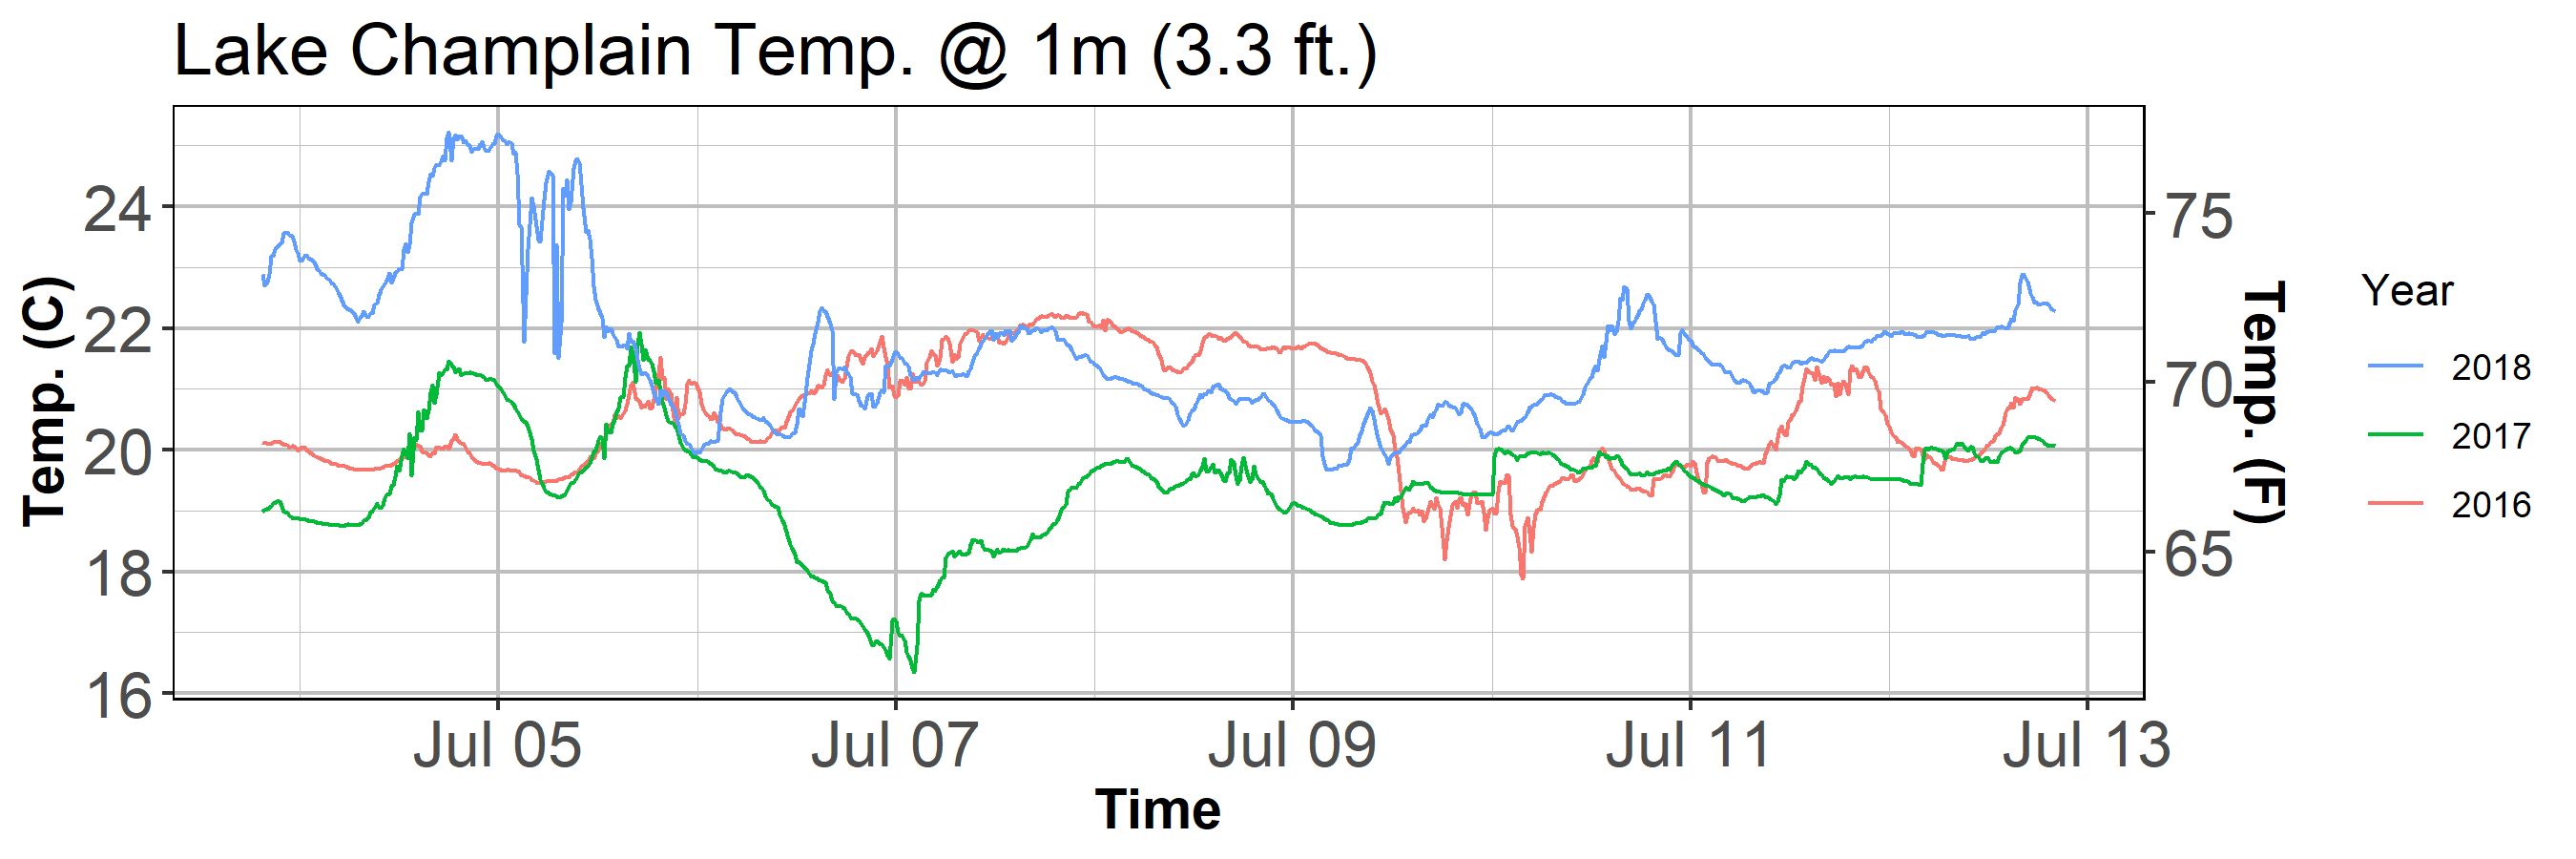 Lake Champlain Temp. @ 1m (3.3 ft.)
Temp. (C)
24
22
20
18
16
75
70
65
Temp. (F)
Jul 05
Jul 07
Jul 09
Jul 11
Jul 13
Time
Year
2018
2017
2016